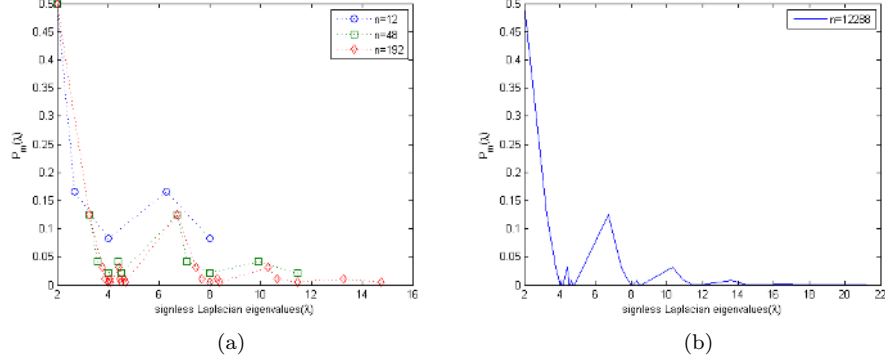 0.5
0.45
0.4
0.35
0.3
0.25
0.2
0.15
0.1
0.05
0
P_m(λ)
2 4 6 8 10 12 14 16
signless Laplacian eigenvalues(λ)
n=12
n=48
n=192
(a)
0.5
0.45
0.4
0.35
0.3
0.25
0.2
0.15
0.1
0.05
0
P_m(λ)
2 4 6 8 10 12 14 16 18 20 22
signless Laplacian eigenvalues(λ)
n=12288
(b)